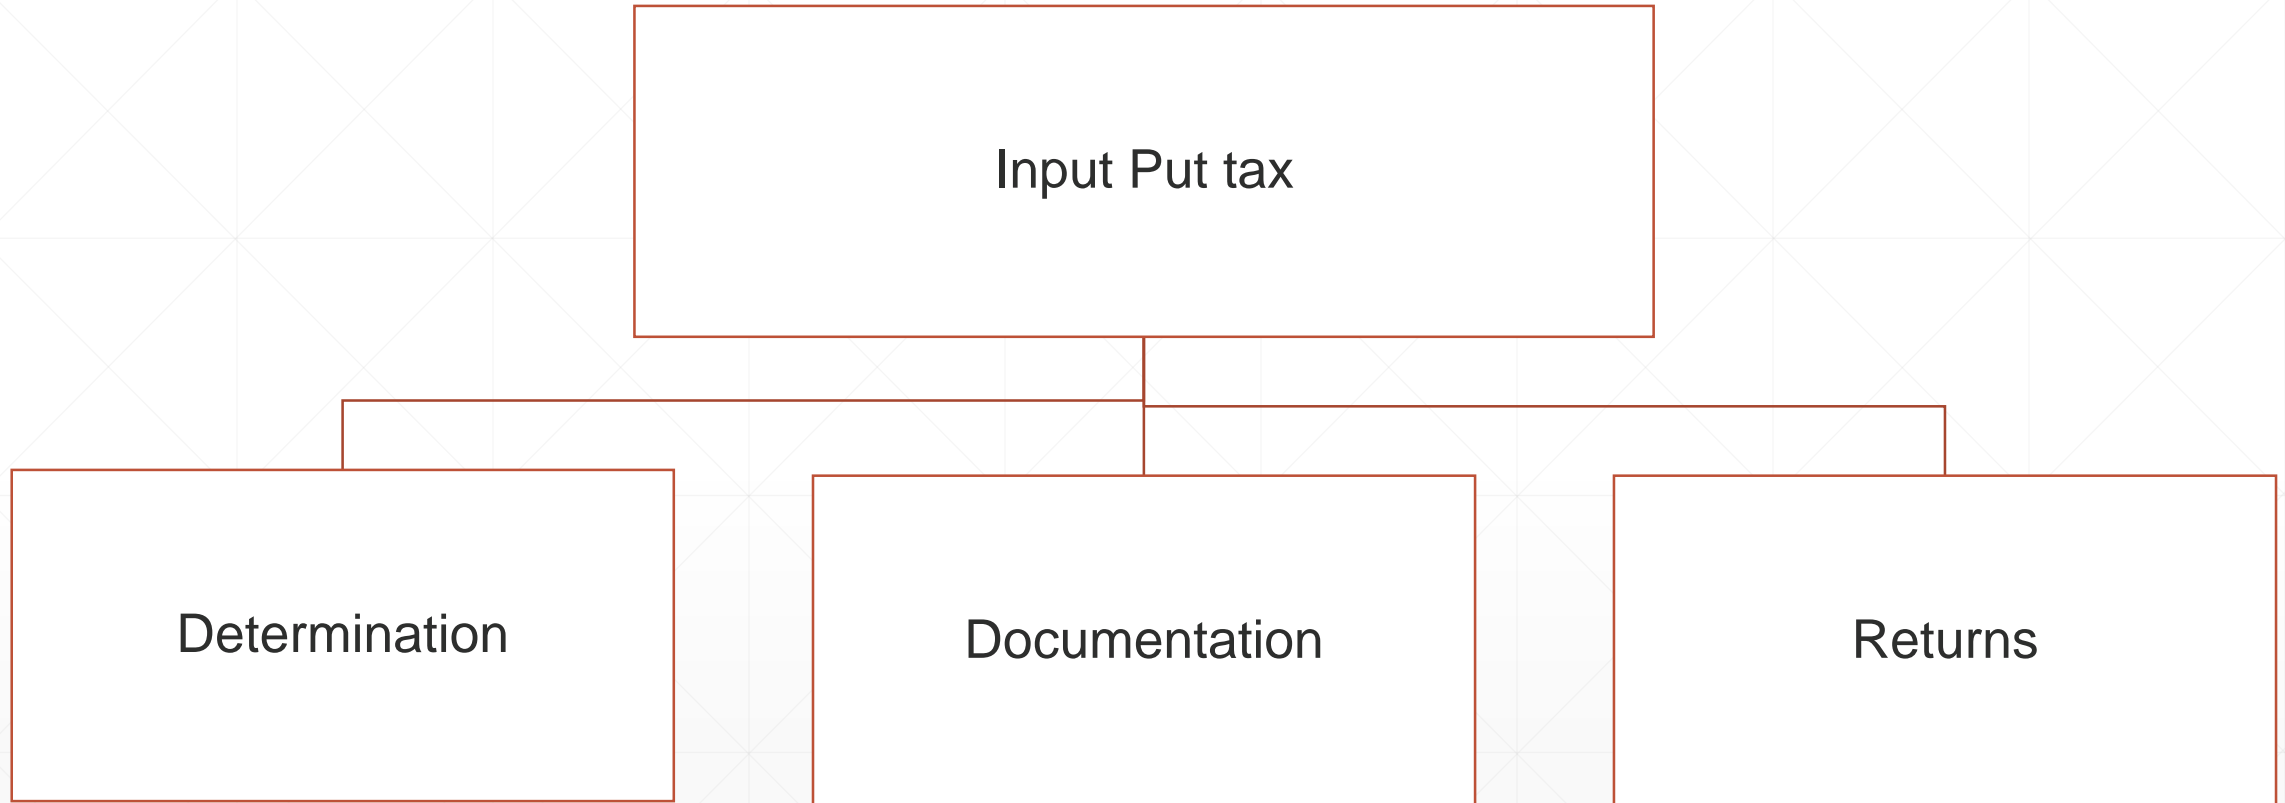 Input Put tax
Determination
Documentation
Returns